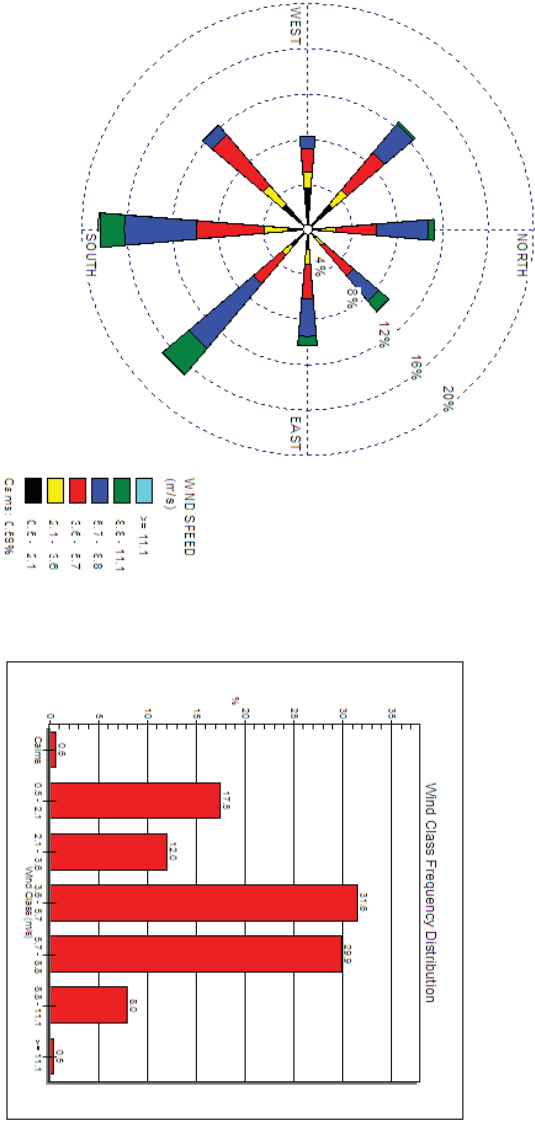 NORTH
WEST
EAST
SOUTH
4%
8%
12%
16%
20%
WIND SPEED
(m/s)
>= 11.1
8.8 - 11.1
5.7 - 8.8
3.6 - 5.7
2.1 - 3.6
0.5 - 2.1
Wind Class Frequency Distribution
%
35
30
25
20
15
10
5
0
0.6
17.5
12.0
31.6
29.9
8.0
0.5
Calms
0.5 - 2.1
2.1 - 3.6
3.6 - 5.7
5.7 - 8.8
8.8 - 11.1
>= 11.1
Wind Class (m/s)